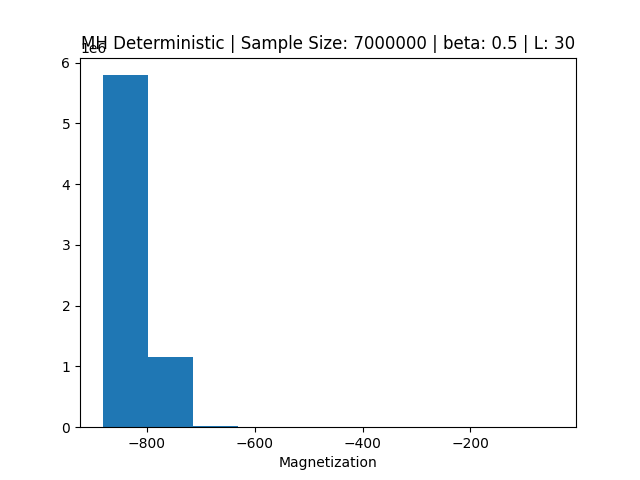 MH Deterministic | Sample Size: 7000000 | beta: 0.5 | L: 30
1e6
6
5
4
3
2
1
0
−800 −600 −400 −200
Magnetization